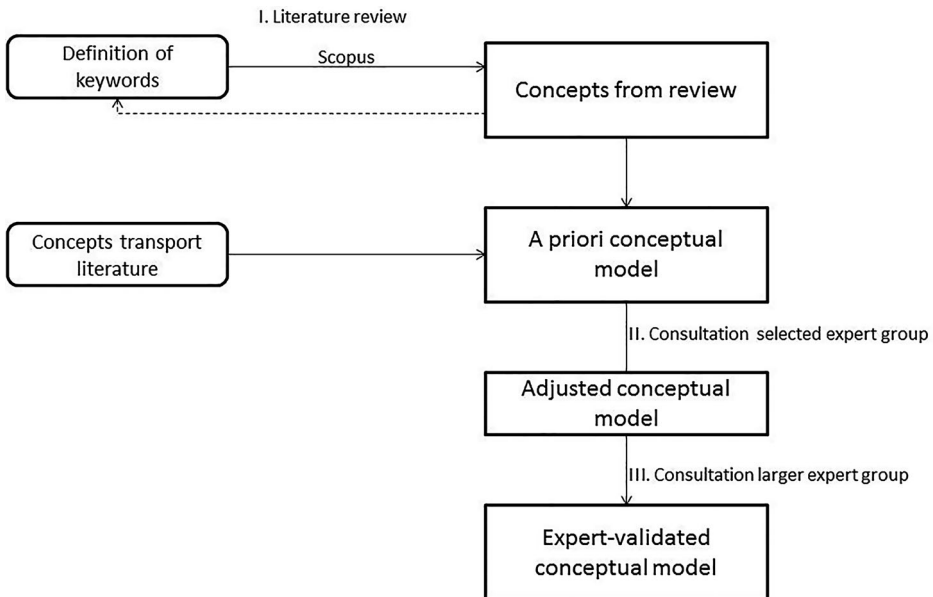 I. Literature review
Definition of
keywords
Scopus
Concepts from review
Concepts transport
literature
A priori conceptual
model
II. Consultation selected expert group
Adjusted conceptual
model
III. Consultation larger expert group
Expert-validated
conceptual model